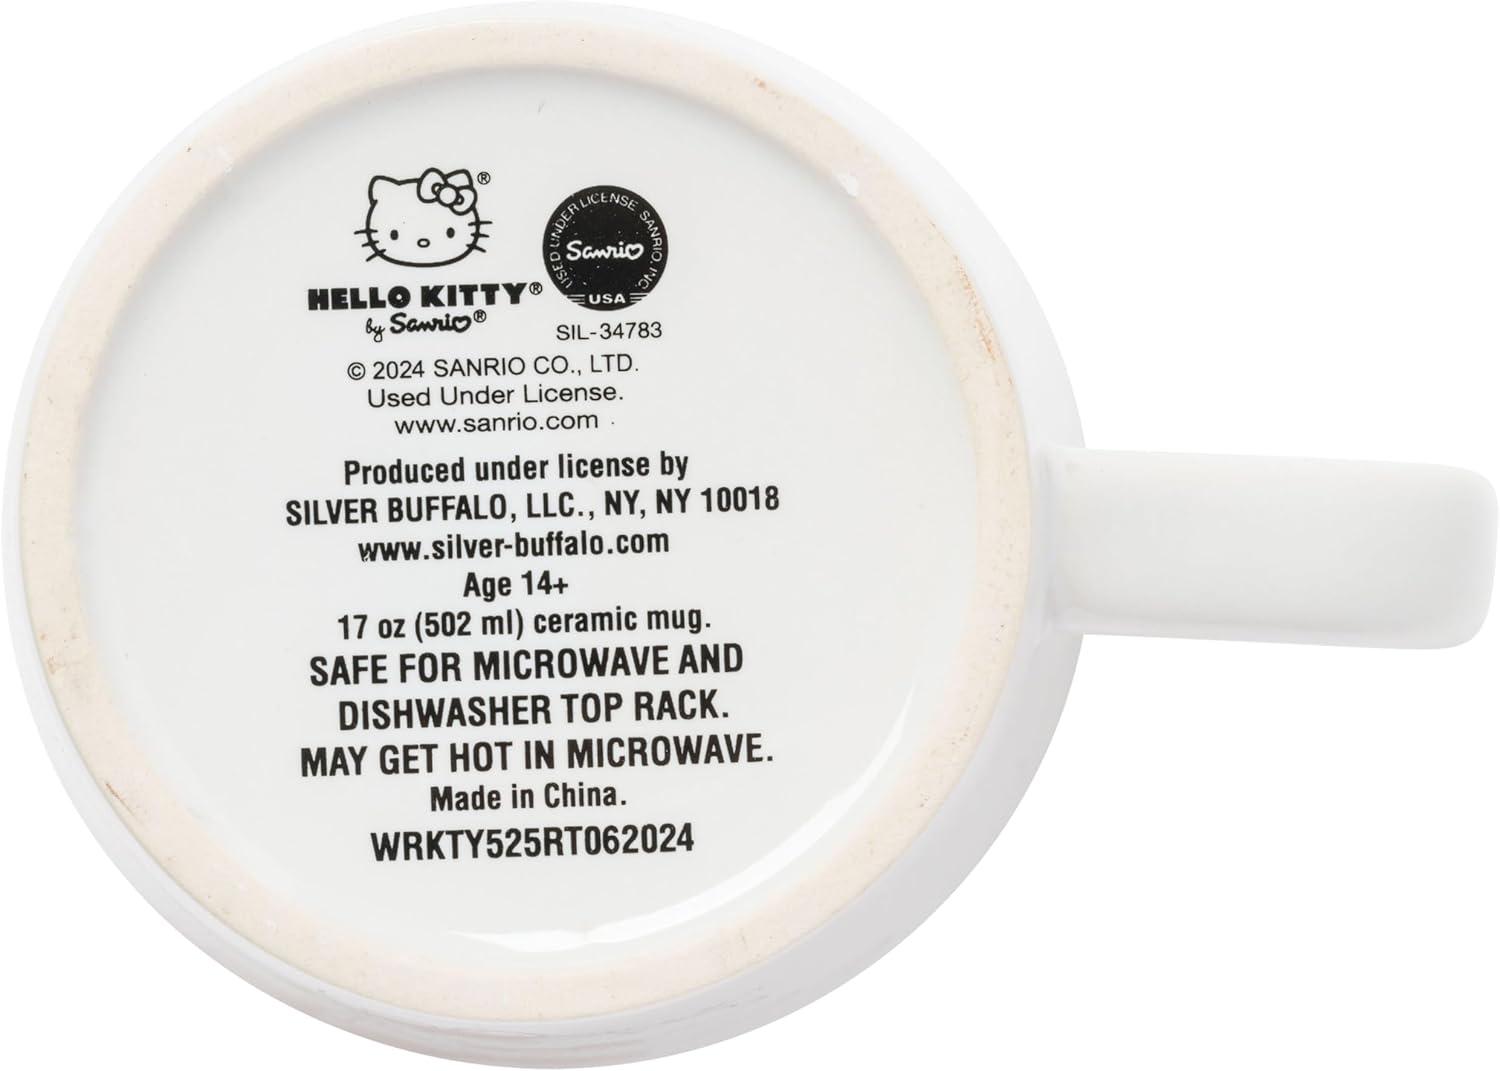 HELLO KITTY®
by Sanrio®
USED UNDER LICENSE SANRIO, INC.
Sanrio
USA
SIL-34783
© 2024 SANRIO CO., LTD.
Used Under License.
www.sanrio.com
Produced under license by
SILVER BUFFALO, LLC., NY, NY 10018
www.silver-buffalo.com
Age 14+
17 oz (502 ml) ceramic mug.
SAFE FOR MICROWAVE AND
DISHWASHER TOP RACK.
MAY GET HOT IN MICROWAVE.
Made in China.
WRKTY525RT062024